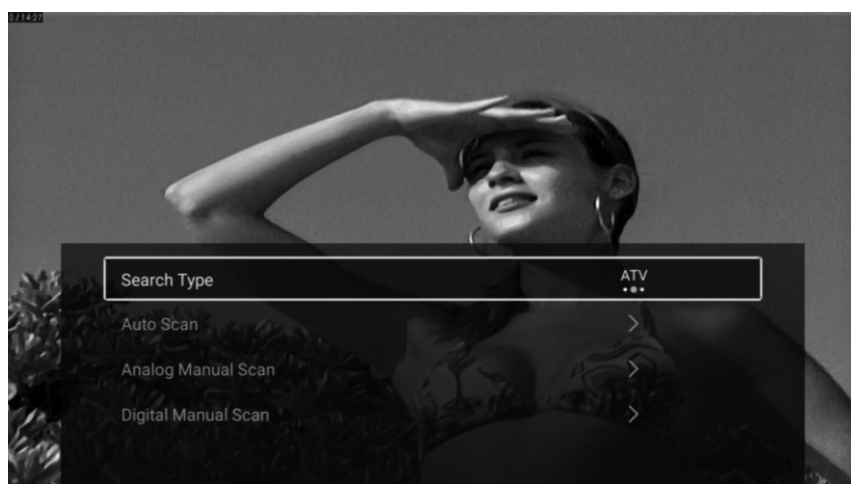 Search Type
ATV
Auto Scan
Analog Manual Scan
Digital Manual Scan